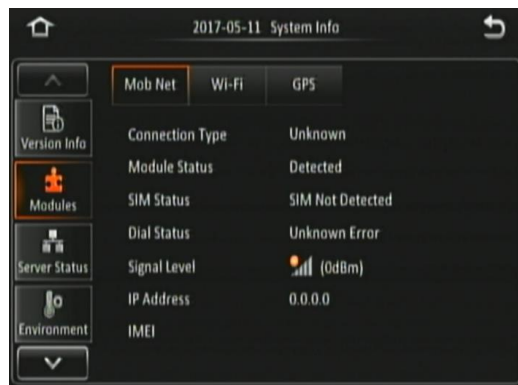 2017-05-11 System Info
Mob Net Wi-Fi GPS
Version Info
Modules
Server Status
Environment
Connection Type Unknown
Module Status Detected
SIM Status SIM Not Detected
Dial Status Unknown Error
Signal Level (0dBm)
IP Address 0.0.0.0
IMEI